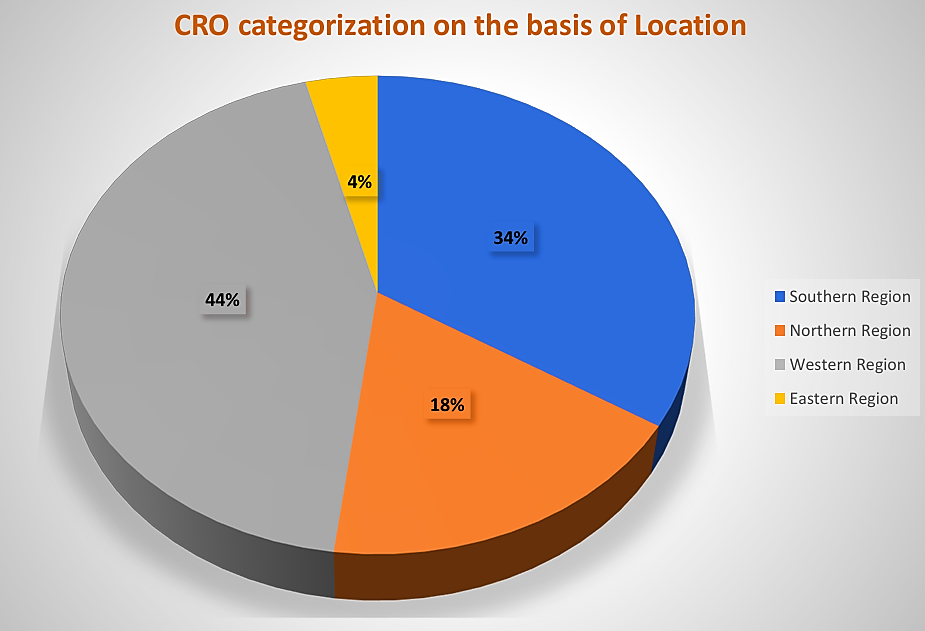 CRO categorization on the basis of Location
4%
34%
44%
18%
Southern Region
Northern Region
Western Region
Eastern Region